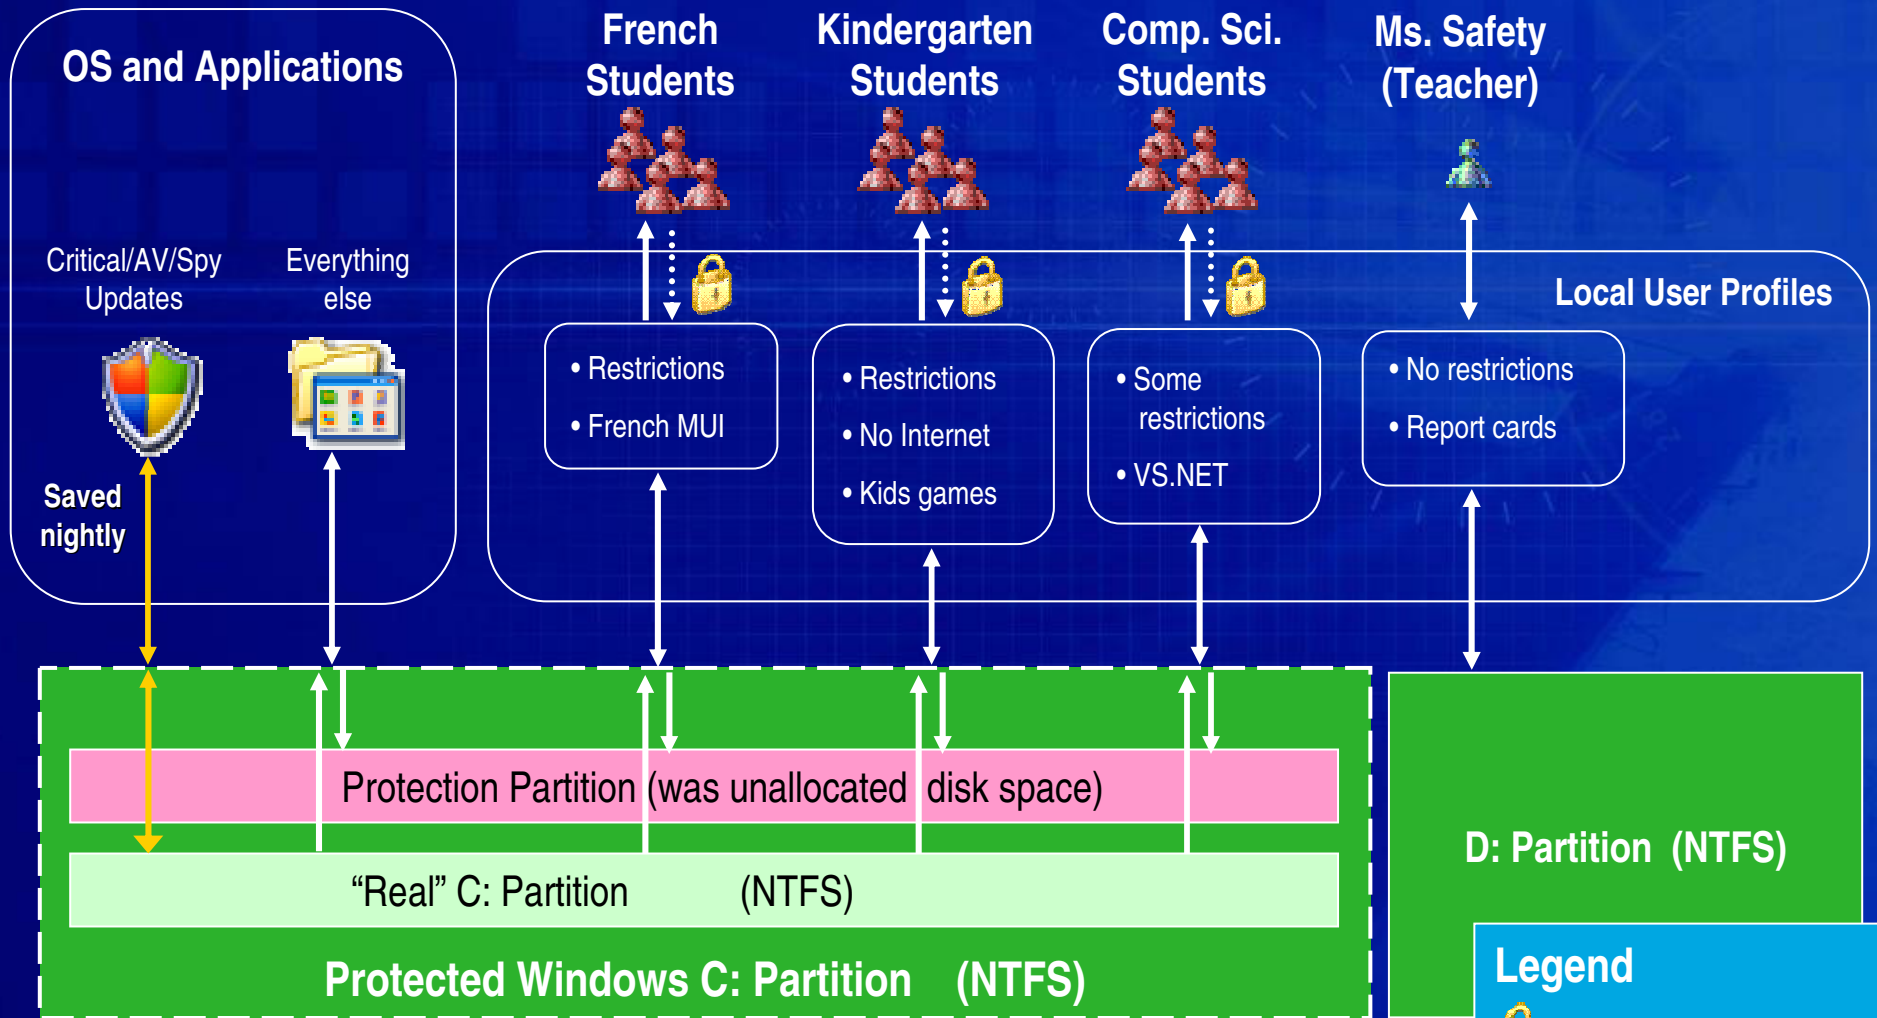 OS and Applications
Critical/AV/Spy
Updates
Everything
else
Saved
nightly
French
Students
Kindergarten
Students
Comp. Sci.
Students
Ms. Safety
(Teacher)
Local User Profiles
• Restrictions
• French MUI
• Restrictions
• No Internet
• Kids games
• Some
restrictions
• VS.NET
• No restrictions
• Report cards
Protection Partition (was unallocated disk space)
“Real” C: Partition (NTFS)
Protected Windows C: Partition (NTFS)
D: Partition (NTFS)
Legend